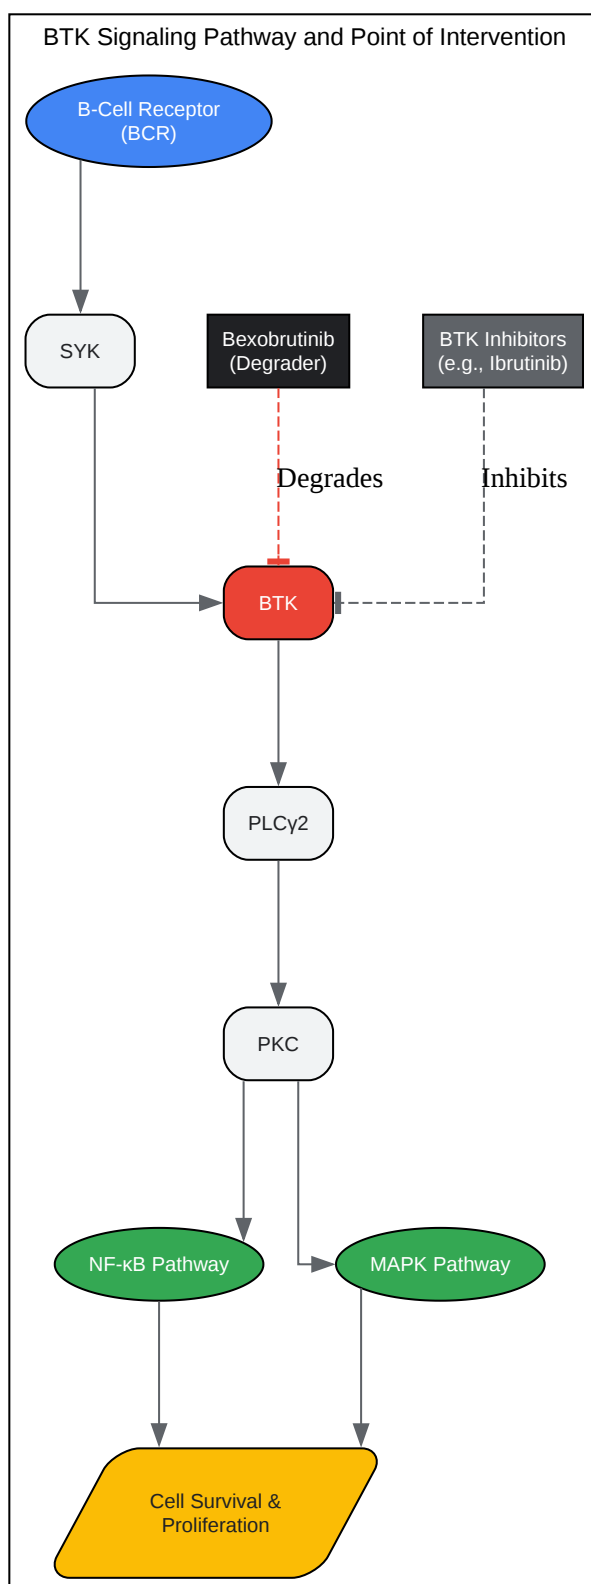 BTK Signaling Pathway and Point of Intervention
B-Cell Receptor
(BCR)
SYK
Bexobrutinib
(Degrader)
BTK Inhibitors
(e.g., Ibrutinib)
Degrades
Inhibits
BTK
PLCγ2
PKC
NF-κB Pathway
MAPK Pathway
Cell Survival &
Proliferation